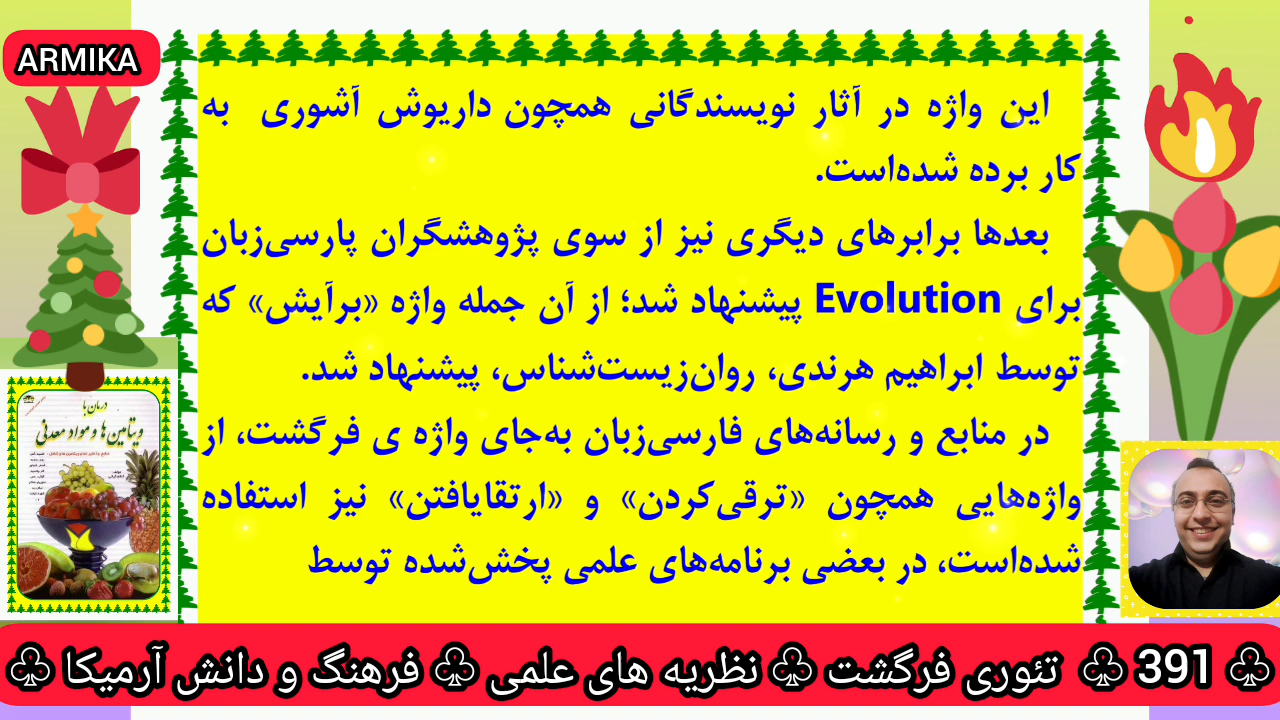 ARMIKA
این واژه در آثار نویسندگانی همچون داریوش آشوری به
کار برده شده‌است.
بعدها برابرهای دیگری نیز از سوی پژوهشگران پارسی‌زبان
برای Evolution پیشنهاد شد؛ از آن جمله واژه «برآیش» که
توسط ابراهیم هرندی، روان‌زیست‌شناس، پیشنهاد شد.
در منابع و رسانه‌های فارسی‌زبان به‌جای واژه ی فرگشت، از
واژه‌هایی همچون «ترقی‌کردن» و «ارتقایافتن» نیز استفاده
شده‌است، در بعضی برنامه‌های علمی پخش‌شده توسط
درمان با
ویتامین ها و مواد معدنی
♧ 391 ♧ تئوری فرگشت ♧ نظریه های علمی ♧ فرهنگ و دانش آرمیکا ♧